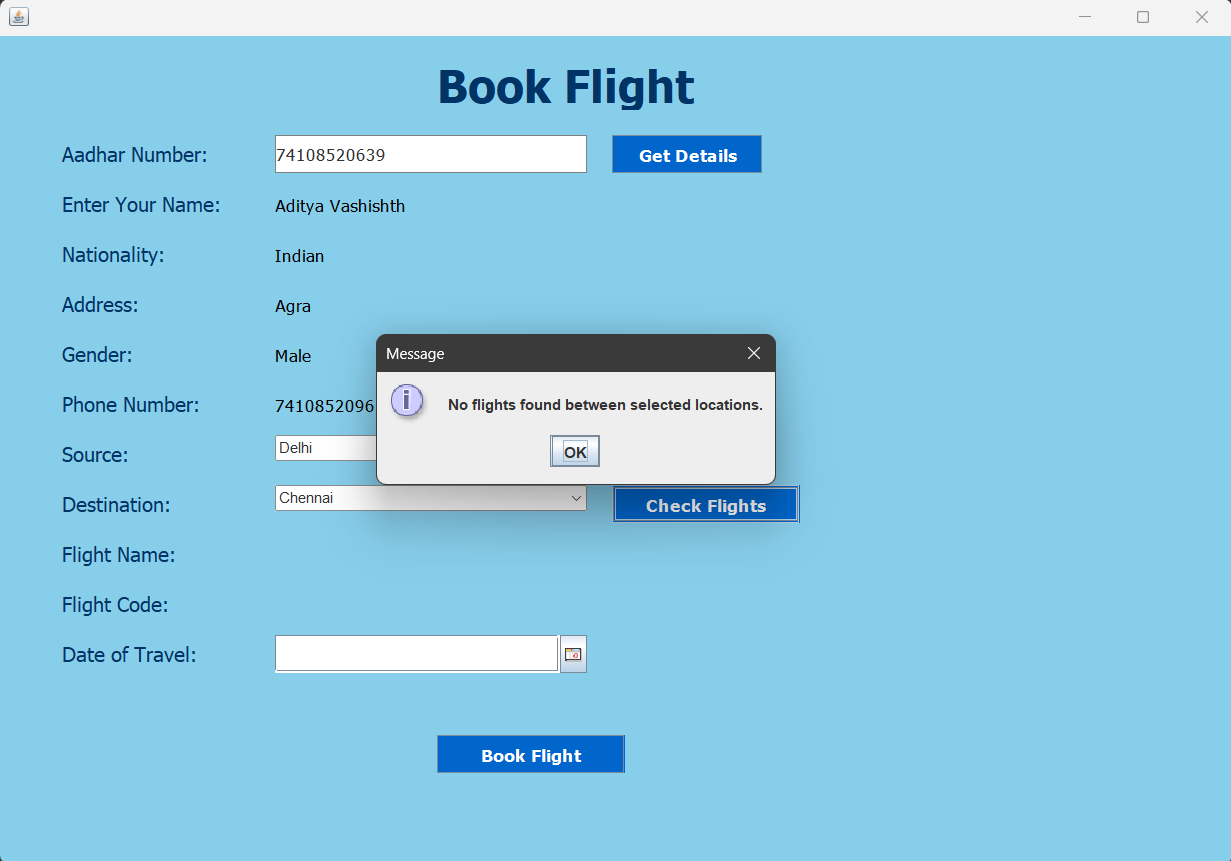 Book Flight
Aadhar Number: 74108520639 Get Details
Enter Your Name: Aditya Vashishth
Nationality: Indian
Address: Agra
Gender: Male
Message
Phone Number: 7410852096
No flights found between selected locations.
Source: Delhi
OK
Destination: Chennai Check Flights
Flight Name:
Flight Code:
Date of Travel:
Book Flight